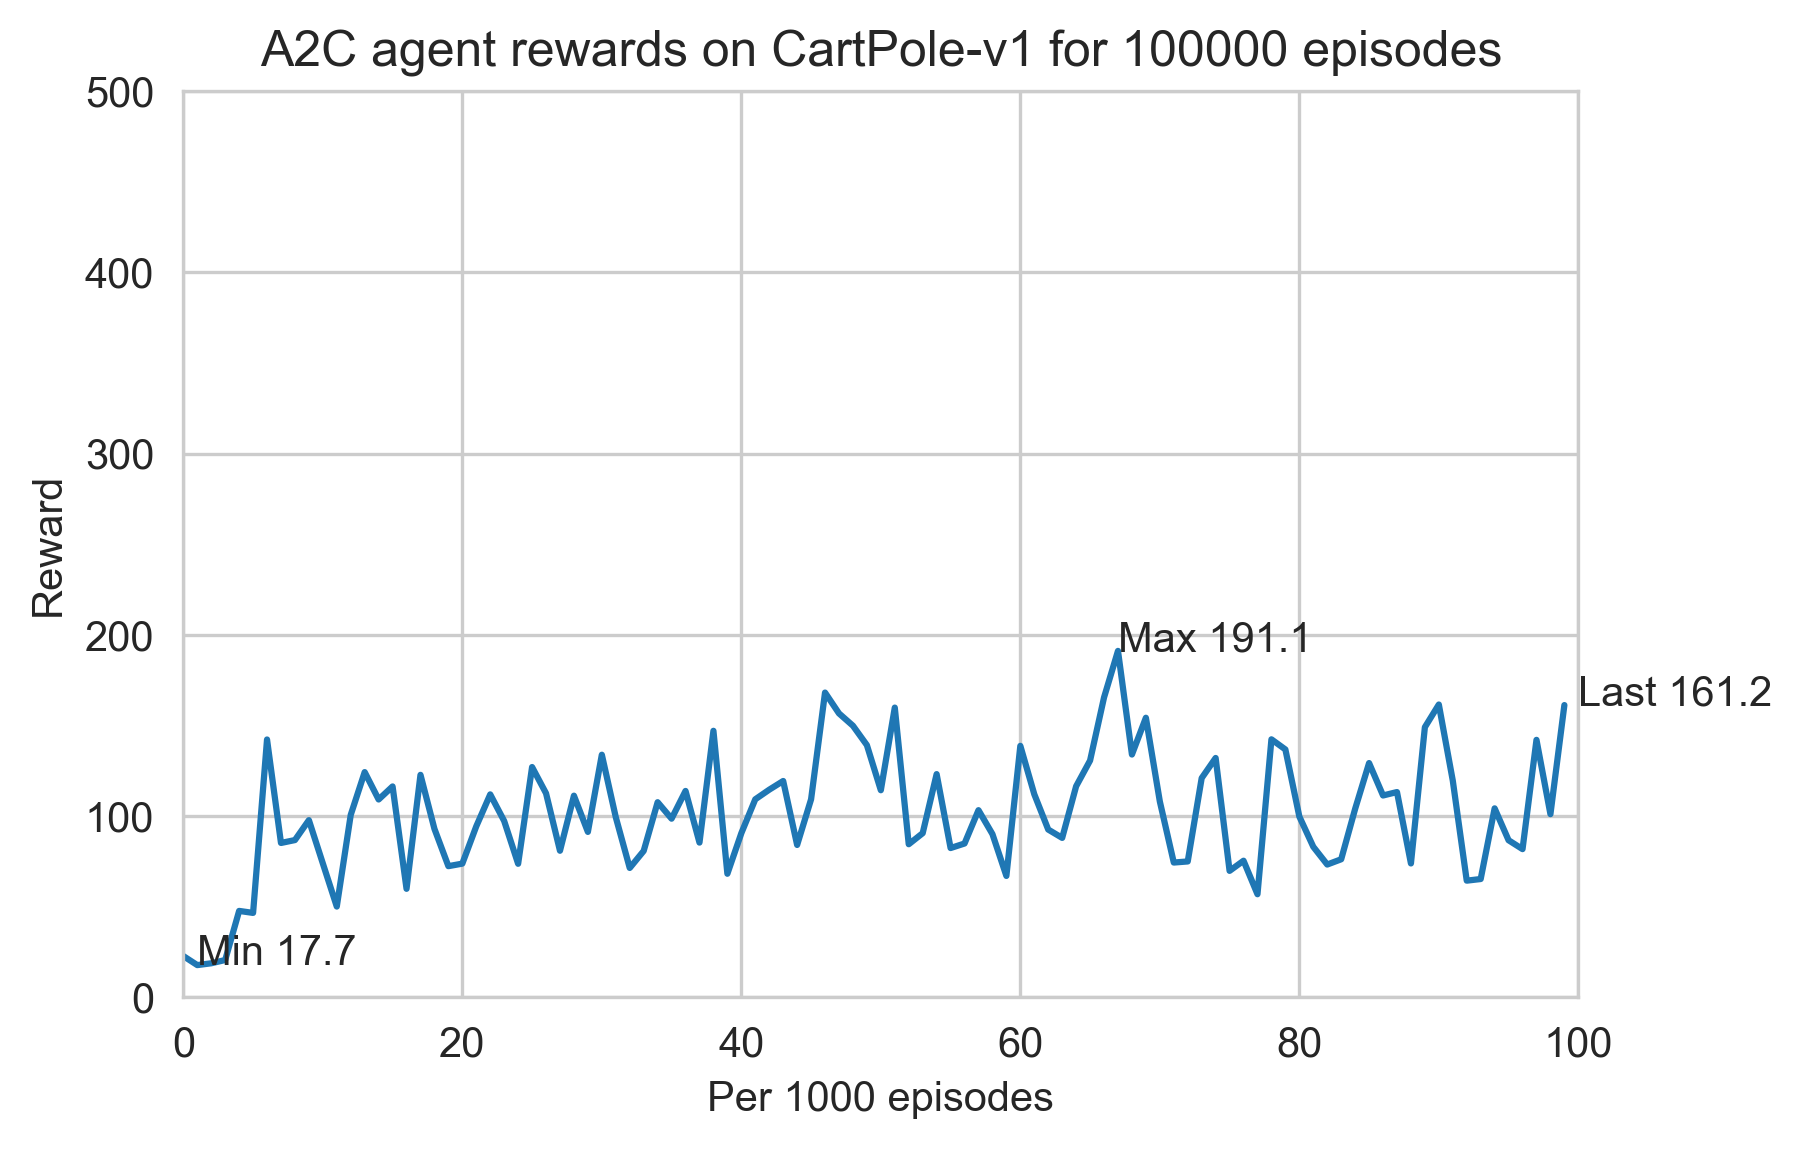 A2C agent rewards on CartPole-v1 for 100000 episodes
500
400
300
200
100
0
Reward
Max 191.1
Last 161.2
Min 17.7
0 20 40 60 80 100
Per 1000 episodes